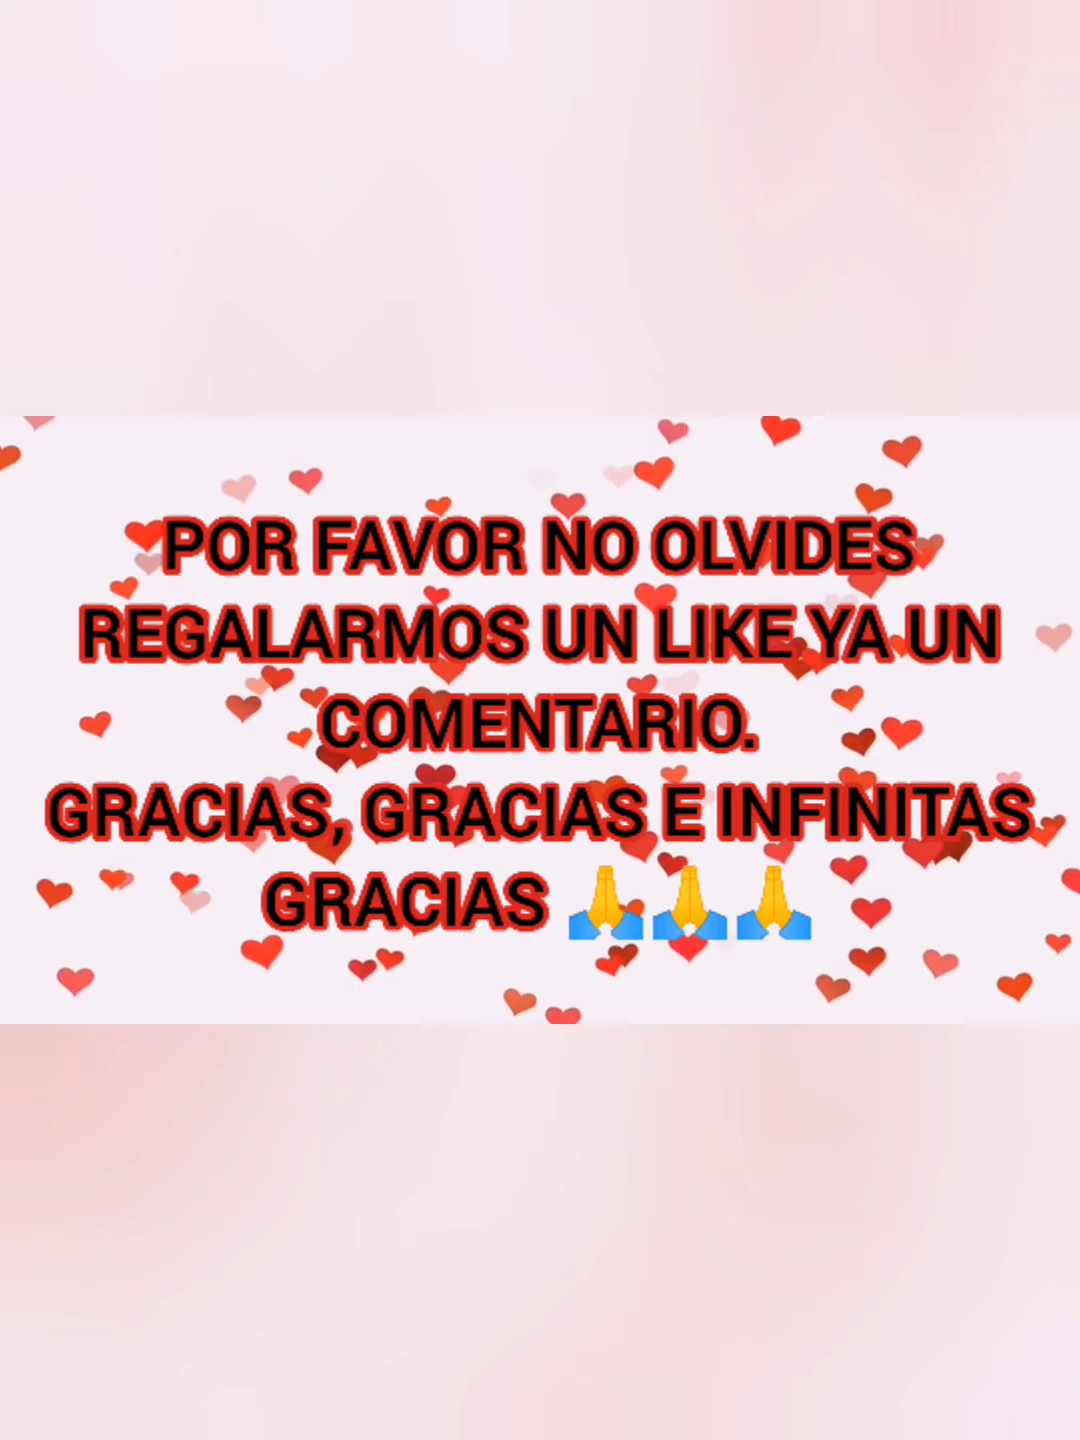 POR FAVOR NO OLVIDES
REGALARMOS UN LIKE YA UN
COMENTARIO.
GRACIAS, GRACIAS E INFINITAS
GRACIAS 🙏🙏🙏